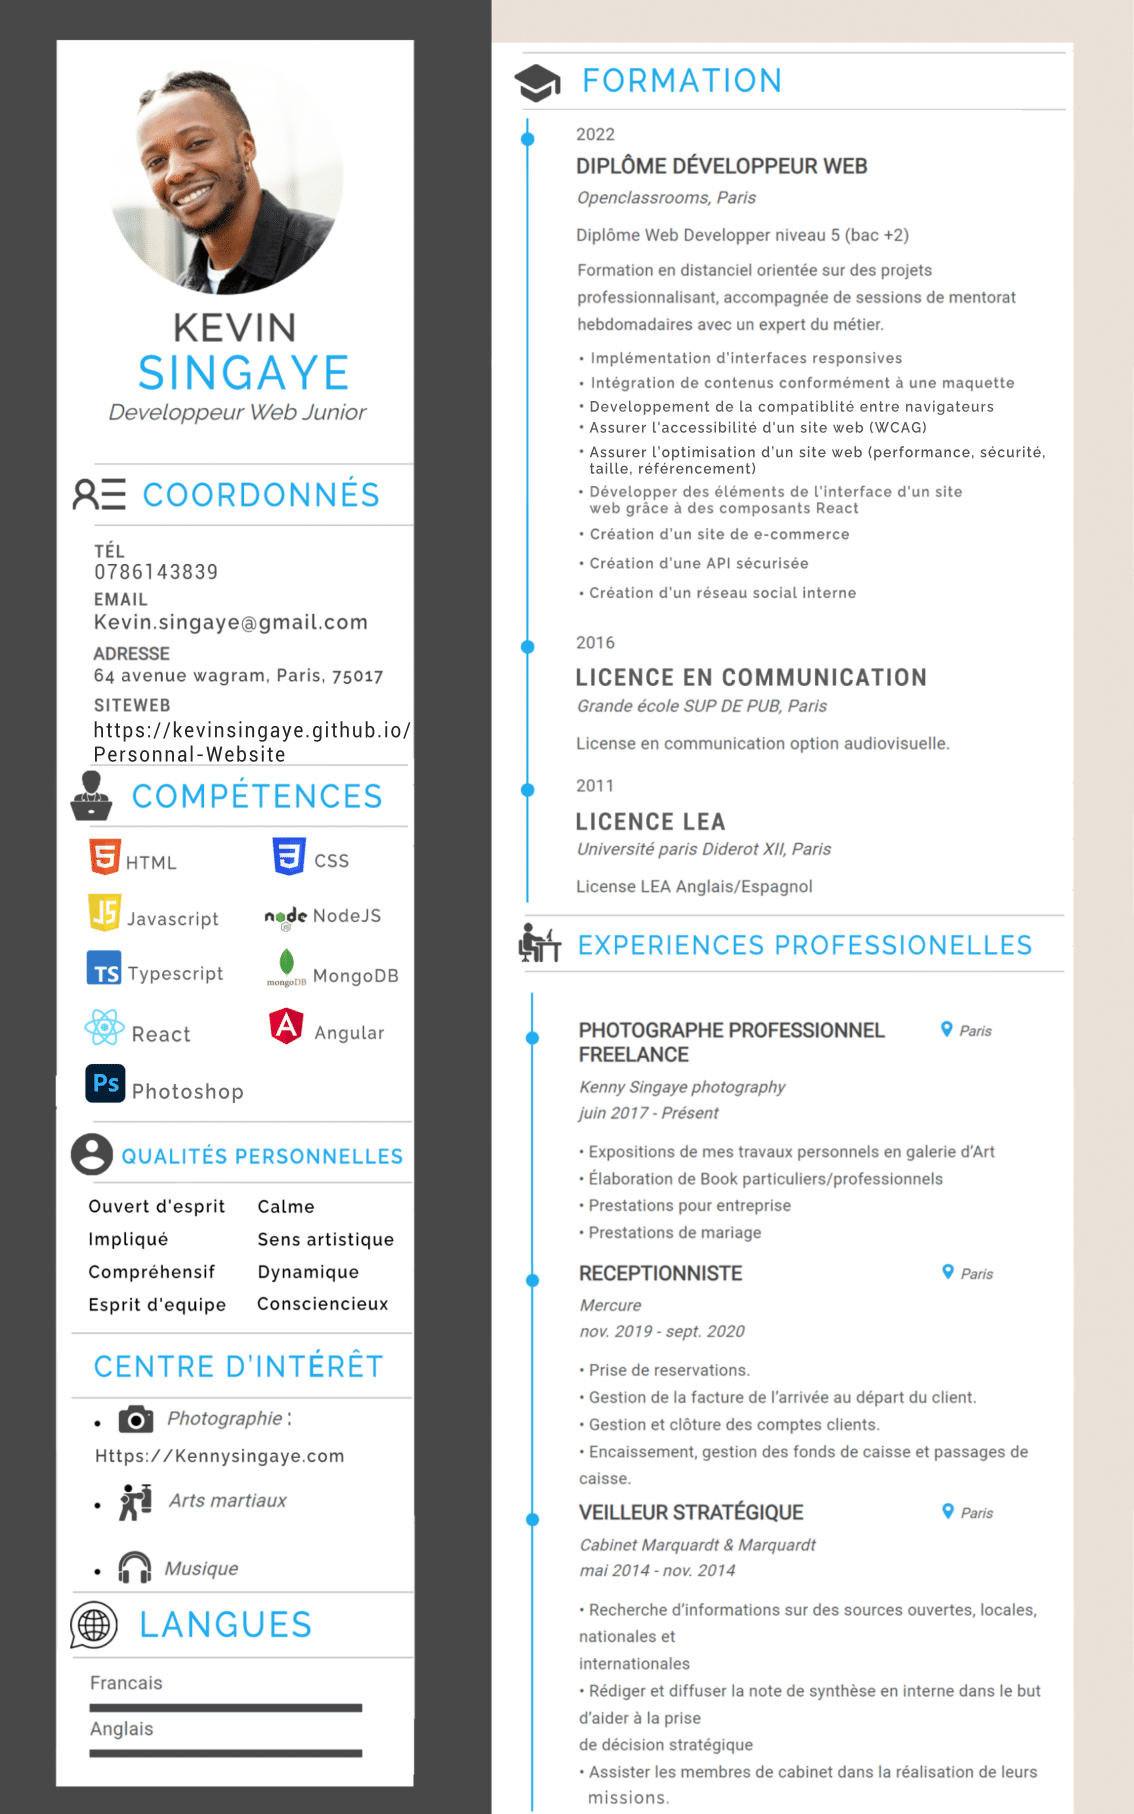 KEVIN
SINGAYE
Developpeur Web Junior
COORDONNÉS
TÉL
0786143839
EMAIL
Kevin.singaye@gmail.com
ADRESSE
64 avenue wagram, Paris, 75017
SITEWEB
https://kevinsingaye.github.io/
Personnal-Website
COMPÉTENCES
5 HTML
3 CSS
JS Javascript
node JS NodeJS
TS Typescript
mongoDB MongoDB
React
A Angular
Ps Photoshop
QUALITÉS PERSONNELLES
Ouvert d'esprit Calme
Impliqué Sens artistique
Compréhensif Dynamique
Esprit d'equipe Consciencieux
CENTRE D'INTÉRÊT
• Photographie :
Https://Kennysingaye.com
• Arts martiaux
• Musique
LANGUES
Francais
Anglais
FORMATION
2022
DIPLÔME DÉVELOPPEUR WEB
Openclassrooms, Paris
Diplôme Web Developper niveau 5 (bac +2)
Formation en distanciel orientée sur des projets
professionnalisant, accompagnée de sessions de mentorat
hebdomadaires avec un expert du métier.
• Implémentation d'interfaces responsives
• Intégration de contenus conformément à une maquette
• Developpement de la compatiblité entre navigateurs
• Assurer l'accessibilité d'un site web (WCAG)
• Assurer l'optimisation d'un site web (performance, sécurité,
taille, référencement)
• Développer des éléments de l'interface d'un site
web grâce à des composants React
• Création d'un site de e-commerce
• Création d'une API sécurisée
• Création d'un réseau social interne
2016
LICENCE EN COMMUNICATION
Grande école SUP DE PUB, Paris
License en communication option audiovisuelle.
2011
LICENCE LEA
Université paris Diderot XII, Paris
License LEA Anglais/Espagnol
EXPERIENCES PROFESSIONELLES
PHOTOGRAPHE PROFESSIONNEL Paris
FREELANCE
Kenny Singaye photography
juin 2017 - Présent
• Expositions de mes travaux personnels en galerie d'Art
• Élaboration de Book particuliers/professionnels
• Prestations pour entreprise
• Prestations de mariage
RECEPTIONNISTE Paris
Mercure
nov. 2019 - sept. 2020
• Prise de reservations.
• Gestion de la facture de l'arrivée au départ du client.
• Gestion et clôture des comptes clients.
• Encaissement, gestion des fonds de caisse et passages de
caisse.
VEILLEUR STRATÉGIQUE Paris
Cabinet Marquardt & Marquardt
mai 2014 - nov. 2014
• Recherche d'informations sur des sources ouvertes, locales,
nationales et
internationales
• Rédiger et diffuser la note de synthèse en interne dans le but
d'aider à la prise
de décision stratégique
• Assister les membres de cabinet dans la réalisation de leurs
missions.